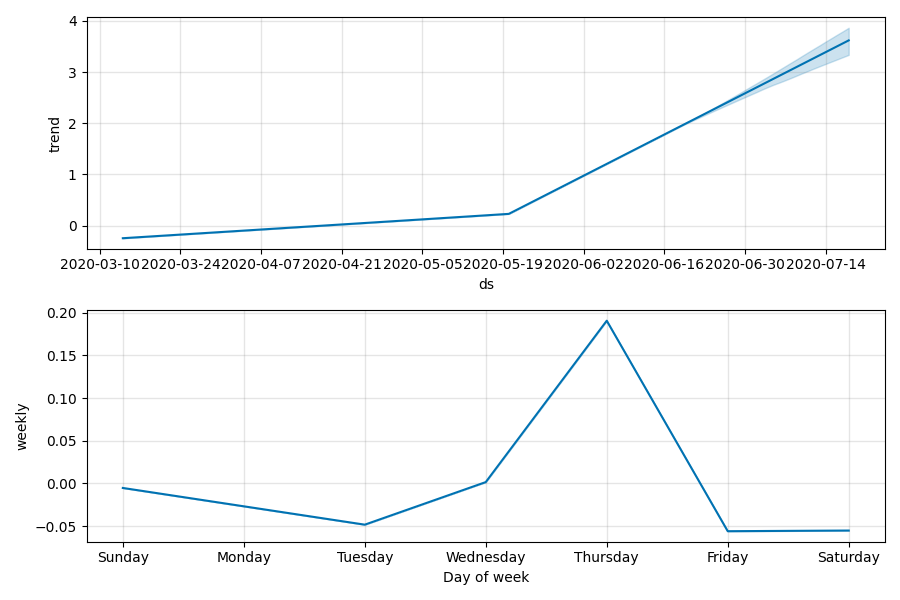 4
3
2
1
0
trend
2020-03-10 2020-03-24 2020-04-07 2020-04-21 2020-05-05 2020-05-19 2020-06-02 2020-06-16 2020-06-30 2020-07-14
ds
0.20
0.15
0.10
0.05
0.00
−0.05
weekly
Sunday Monday Tuesday Wednesday Thursday Friday Saturday
Day of week